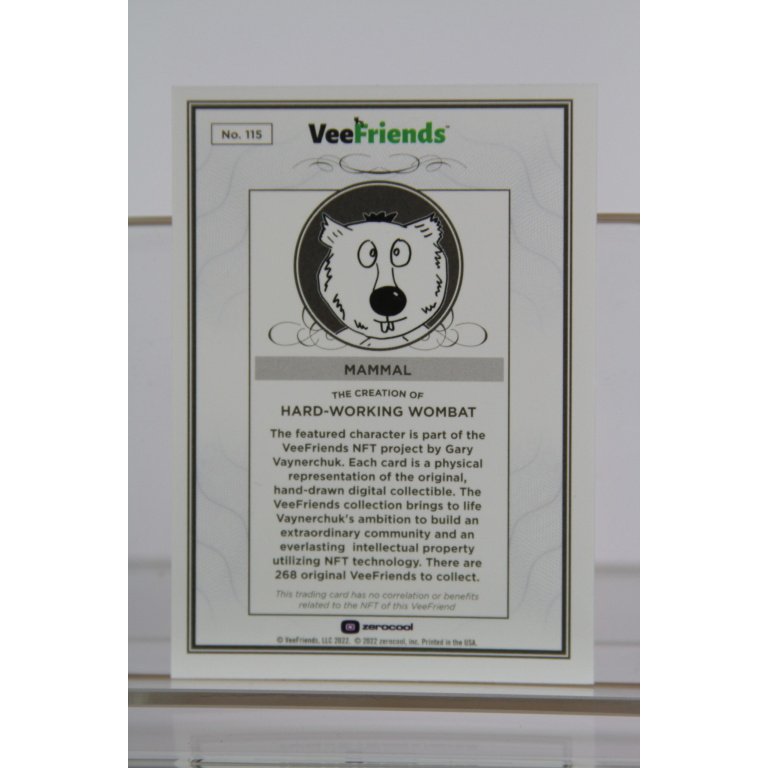 No. 115
VeeFriends™
MAMMAL
THE CREATION OF
HARD-WORKING WOMBAT
The featured character is part of the
VeeFriends NFT project by Gary
Vaynerchuk. Each card is a physical
representation of the original,
hand-drawn digital collectible. The
VeeFriends collection brings to life
Vaynerchuk's ambition to build an
extraordinary community and an
everlasting intellectual property
utilizing NFT technology. There are
268 original VeeFriends to collect.
This trading card has no correlation or benefits
related to the NFT of this VeeFriend
zerocool
© VeeFriends, LLC 2022. © 2022 zerocool, inc. Printed in the USA.